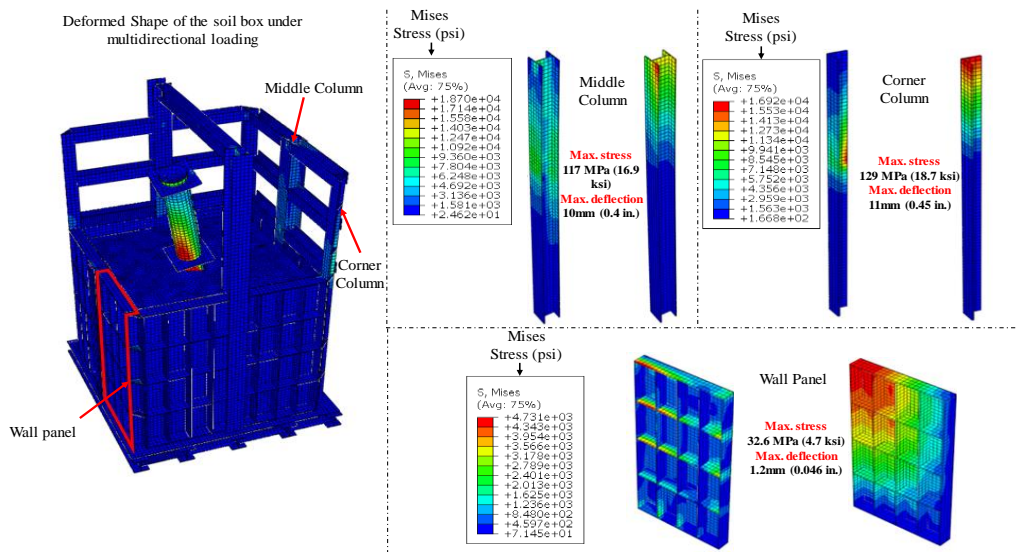 Deformed Shape of the soil box under
multidirectional loading
Middle Column
Corner
Column
Wall panel
Mises
Stress (psi)
S, Mises
(Avg: 75%)
+1.870e+04
+1.714e+04
+1.558e+04
+1.403e+04
+1.247e+04
+1.092e+04
+9.360e+03
+7.804e+03
+6.248e+03
+4.692e+03
+3.136e+03
+1.581e+03
+2.462e+01
Middle
Column
Max. stress
117 MPa (16.9
ksi)
Max. deflection
10mm (0.4 in.)
Mises
Stress (psi)
S, Mises
(Avg: 75%)
+1.692e+04
+1.553e+04
+1.413e+04
+1.273e+04
+1.134e+04
+9.941e+03
+8.545e+03
+7.148e+03
+5.752e+03
+4.356e+03
+2.959e+03
+1.563e+03
+1.668e+02
Corner
Column
Max. stress
129 MPa (18.7 ksi)
Max. deflection
11mm (0.45 in.)
Mises
Stress (psi)
S, Mises
(Avg: 75%)
+4.731e+03
+4.343e+03
+3.954e+03
+3.566e+03
+3.178e+03
+2.789e+03
+2.401e+03
+2.013e+03
+1.625e+03
+1.236e+03
+8.480e+02
+4.597e+02
+7.145e+01
Wall Panel
Max. stress
32.6 MPa (4.7 ksi)
Max. deflection
1.2mm (0.046 in.)